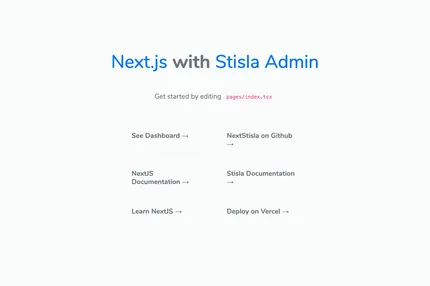 Next.js with Stisla Admin
Get started by editing pages/index.tsx
See Dashboard →
NextStisla on Github
→
NextJS
Documentation →
Stisla Documentation
→
Learn NextJS →
Deploy on Vercel →